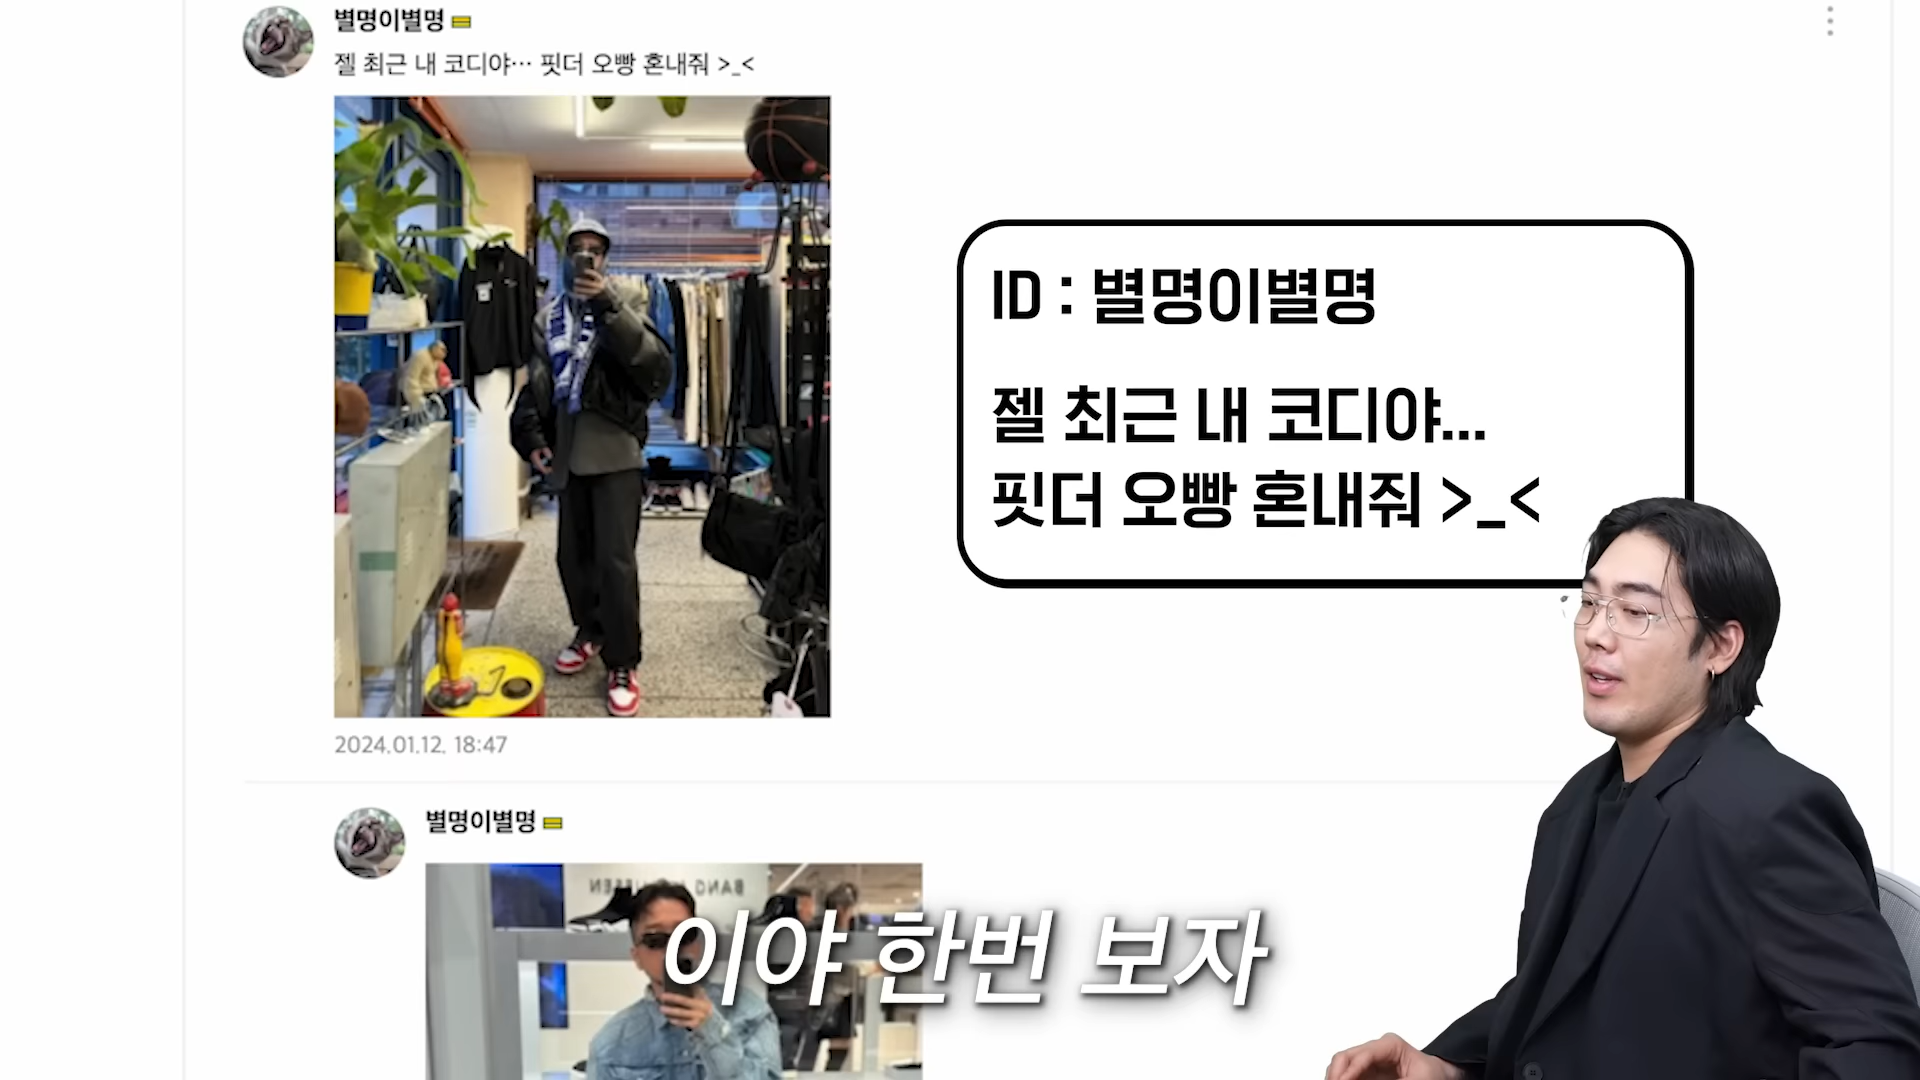 별명이별명
젤 최근 내 코디야... 핏더 오빵 혼내줘 >_<
ID : 별명이별명
젤 최근 내 코디야...
핏더 오빵 혼내줘 >_<
2024.01.12. 18:47
별명이별명
BANG
이야 한번 보자